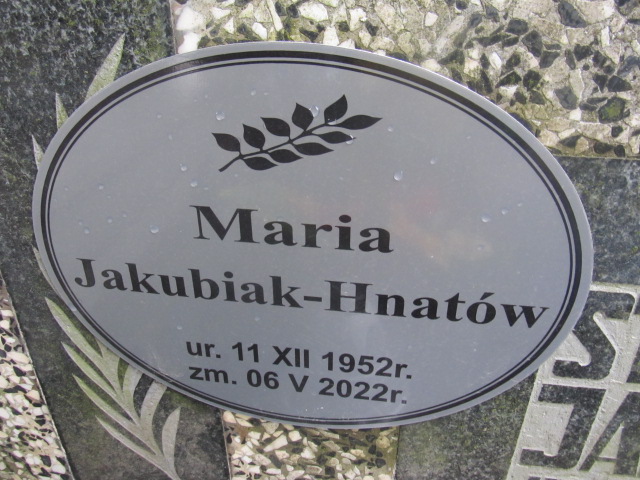 Maria
Jakubiak-Hnatów
ur. 11 XII 1952r.
zm. 06 V 2022r.